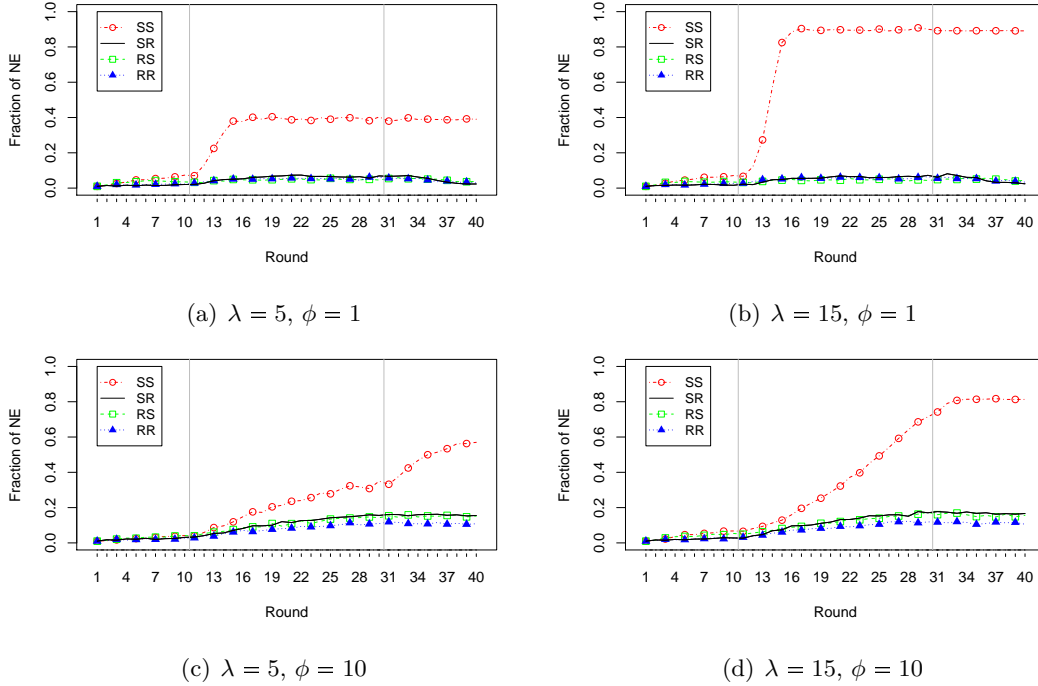 Fraction of NE
0.0 0.2 0.4 0.6 0.8 1.0
SS
SR
RS
RR
1 4 7 10 13 16 19 22 25 28 31 34 37 40
Round
(a) λ = 5, ϕ = 1
Fraction of NE
0.0 0.2 0.4 0.6 0.8 1.0
SS
SR
RS
RR
1 4 7 10 13 16 19 22 25 28 31 34 37 40
Round
(b) λ = 15, ϕ = 1
Fraction of NE
0.0 0.2 0.4 0.6 0.8 1.0
SS
SR
RS
RR
1 4 7 10 13 16 19 22 25 28 31 34 37 40
Round
(c) λ = 5, ϕ = 10
Fraction of NE
0.0 0.2 0.4 0.6 0.8 1.0
SS
SR
RS
RR
1 4 7 10 13 16 19 22 25 28 31 34 37 40
Round
(d) λ = 15, ϕ = 10